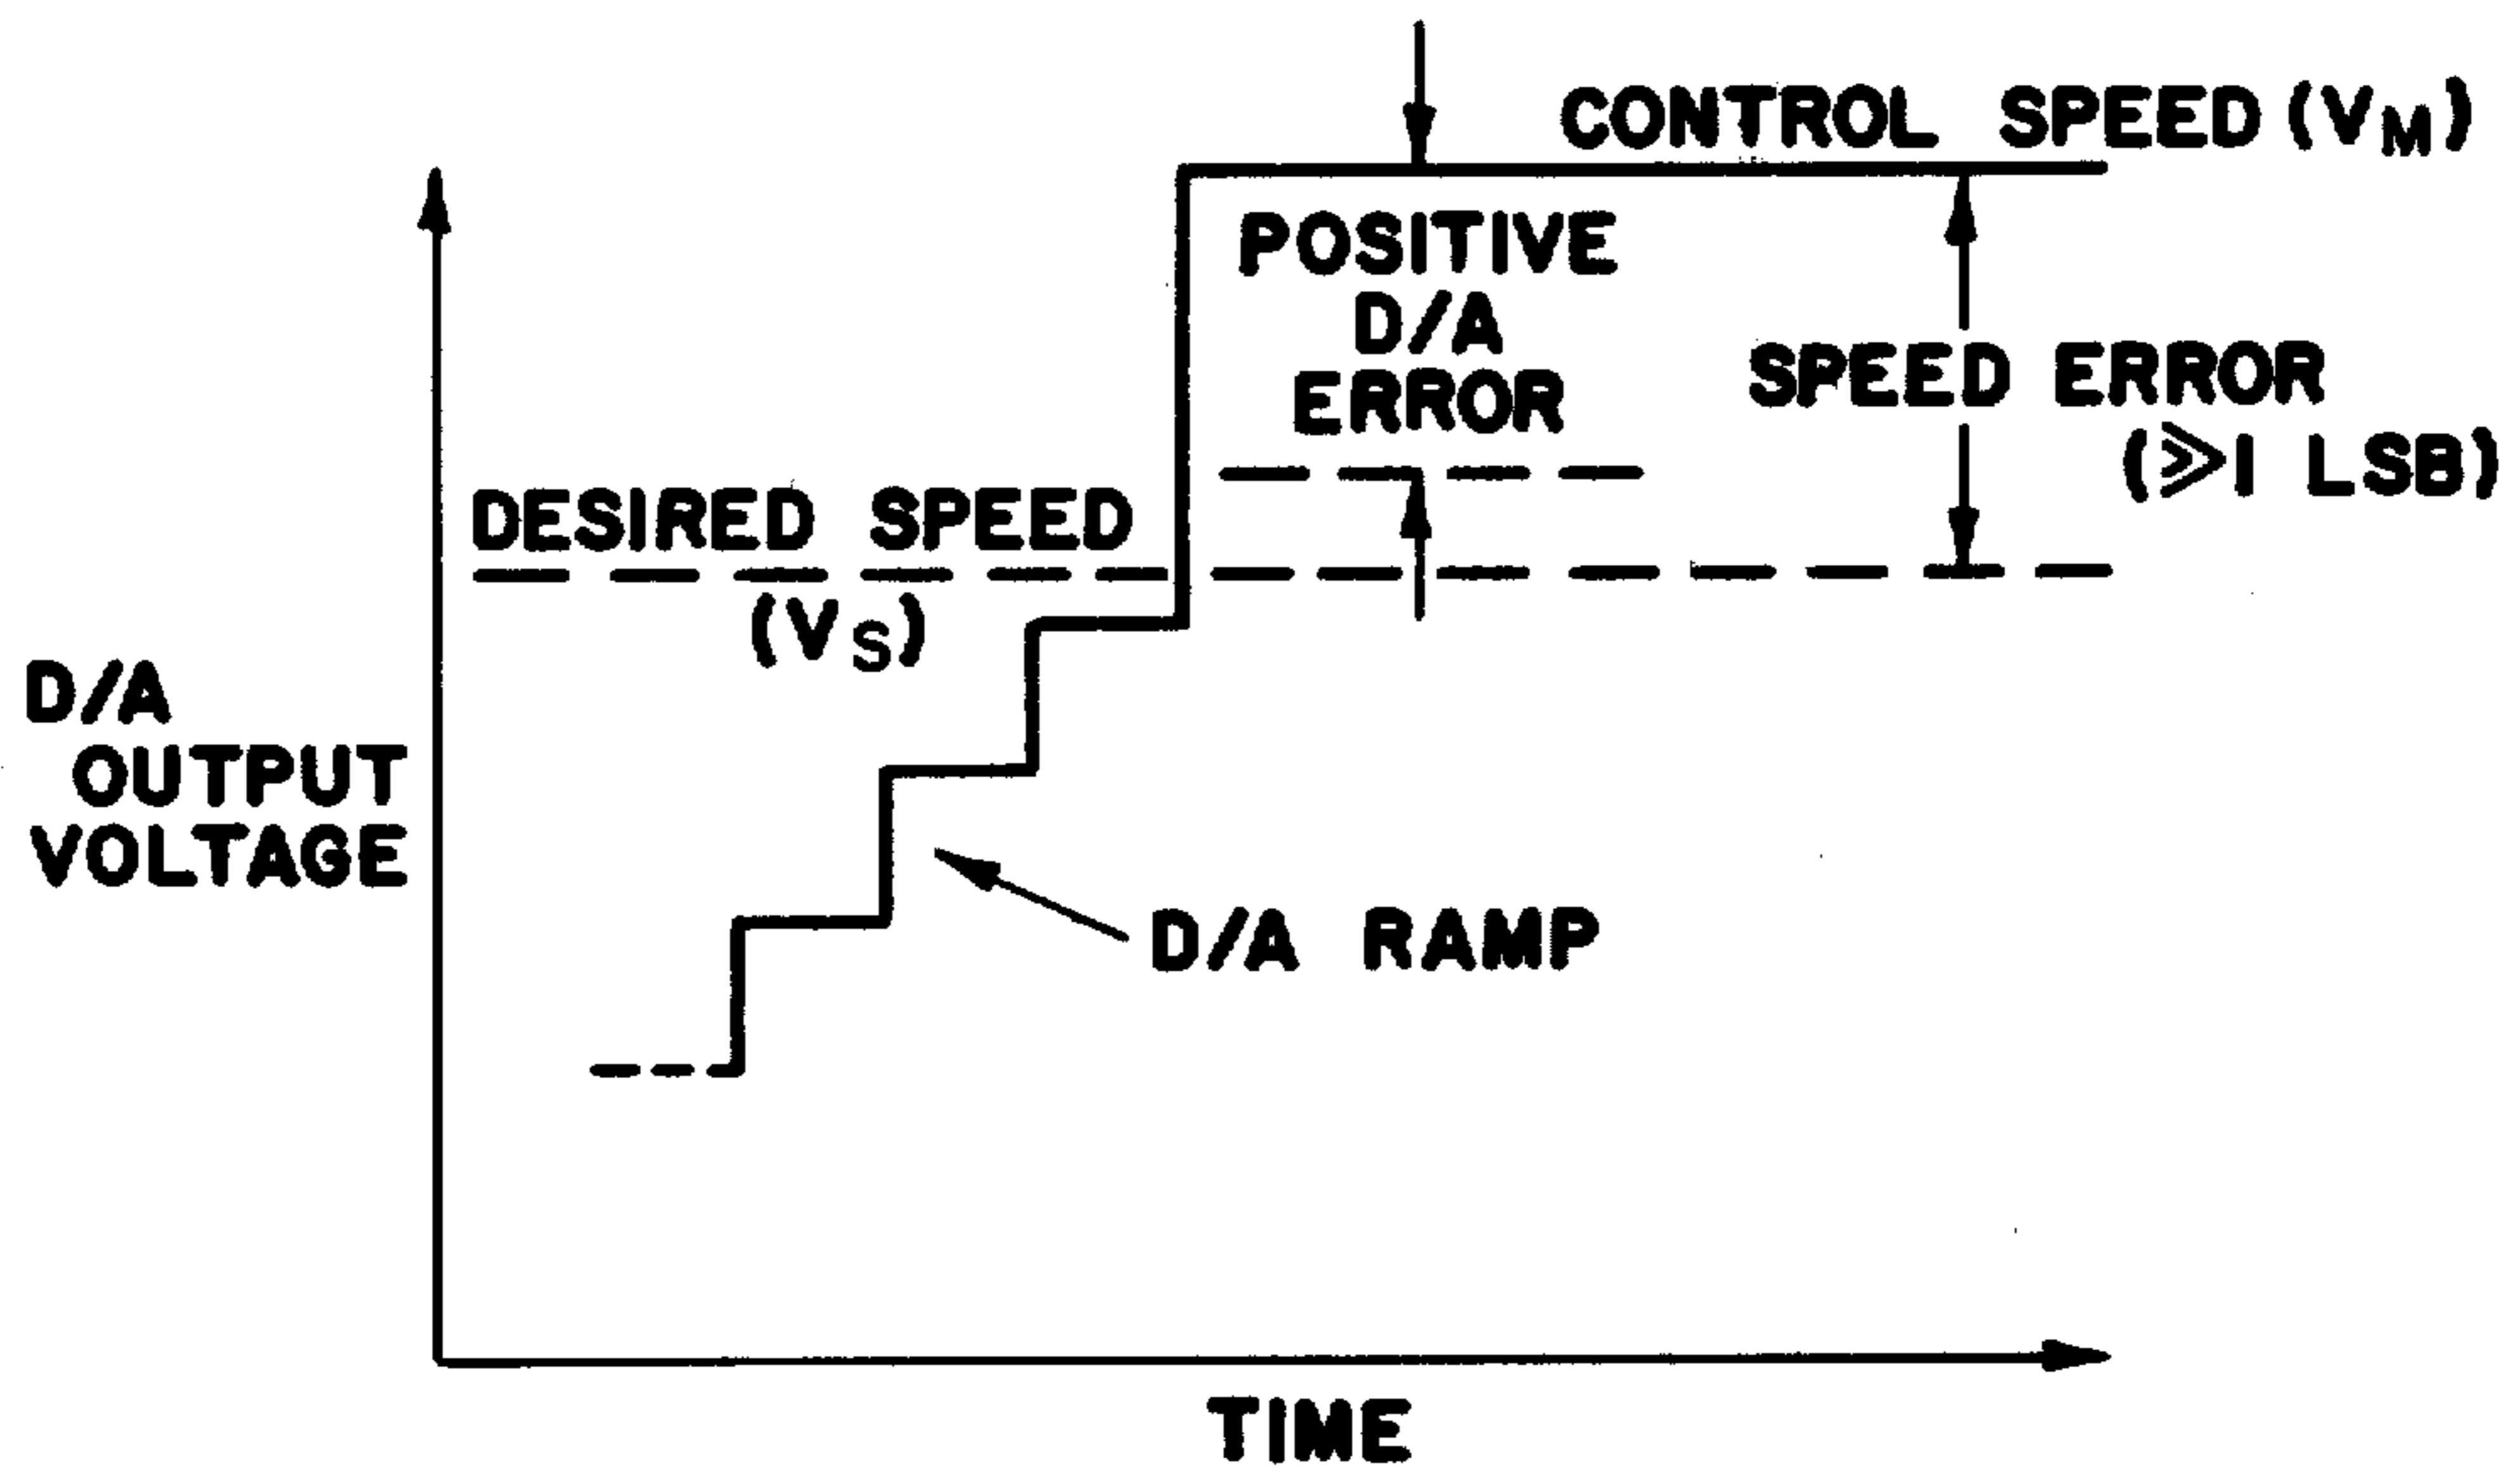 CONTROL SPEED (VM)
POSITIVE
D/A
ERROR
SPEED ERROR
(⩾1 LSB)
DESIRED SPEED
(VS)
D/A
OUTPUT
VOLTAGE
D/A RAMP
TIME